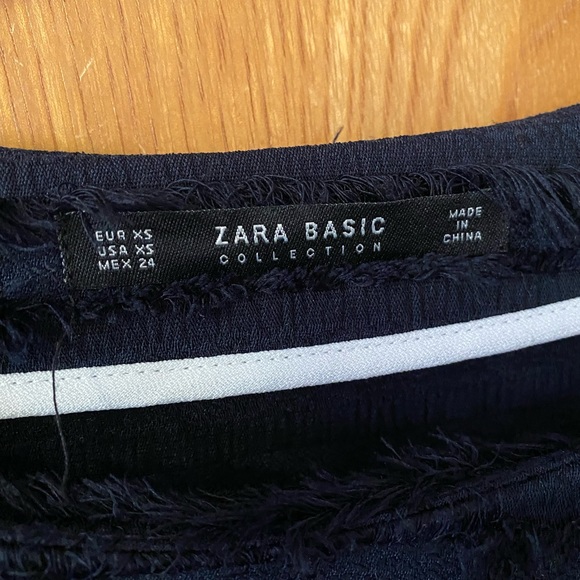 EUR XS
USA XS
MEX 24
ZARA BASIC
COLLECTION
MADE
IN
CHINA